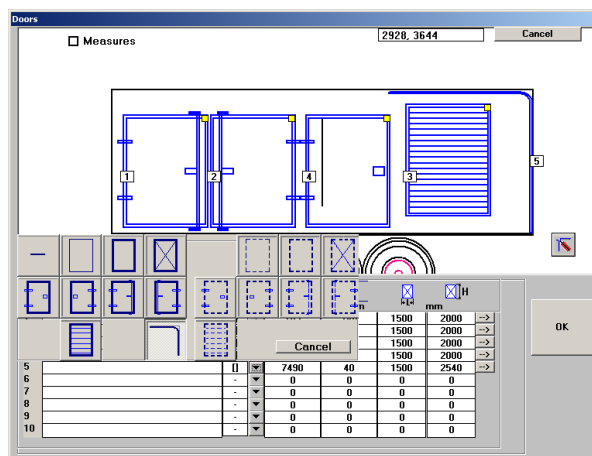 Doors
Measures
2928, 3644
Cancel
5
1
2
4
3
H
L
mm
1500 2000 -->
1500 2000 -->
1500 2000 -->
1500 2000 -->
OK
Cancel
5 [] 7490 40 1500 2540 -->
6 - 0 0 0 0
7 - 0 0 0 0
8 - 0 0 0 0
9 - 0 0 0 0
10 - 0 0 0 0